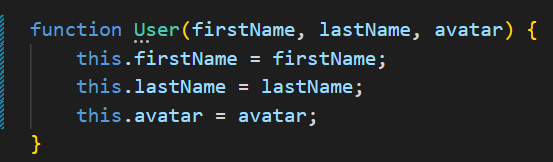 function User(firstName, lastName, avatar) {
    this.firstName = firstName;
    this.lastName = lastName;
    this.avatar = avatar;
}